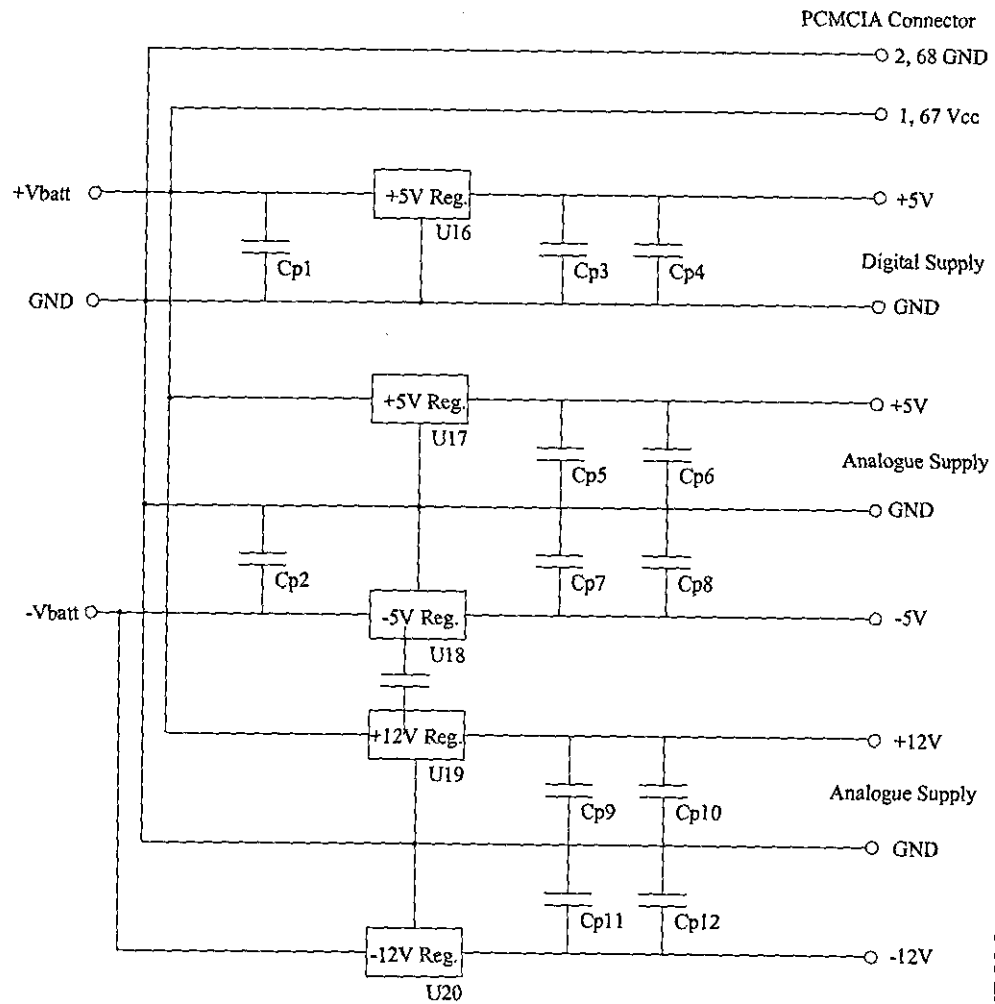 PCMCIA Connector
2, 68 GND
1, 67 Vcc
+Vbatt
+5V Reg.
+5V
U16
Cp1
Cp3
Cp4
Digital Supply
GND
GND
+5V Reg.
+5V
U17
Cp5
Cp6
Analogue Supply
GND
Cp2
Cp7
Cp8
-Vbatt
-5V Reg.
-5V
U18
+12V Reg.
+12V
U19
Cp9
Cp10
Analogue Supply
GND
Cp11
Cp12
-12V Reg.
-12V
U20